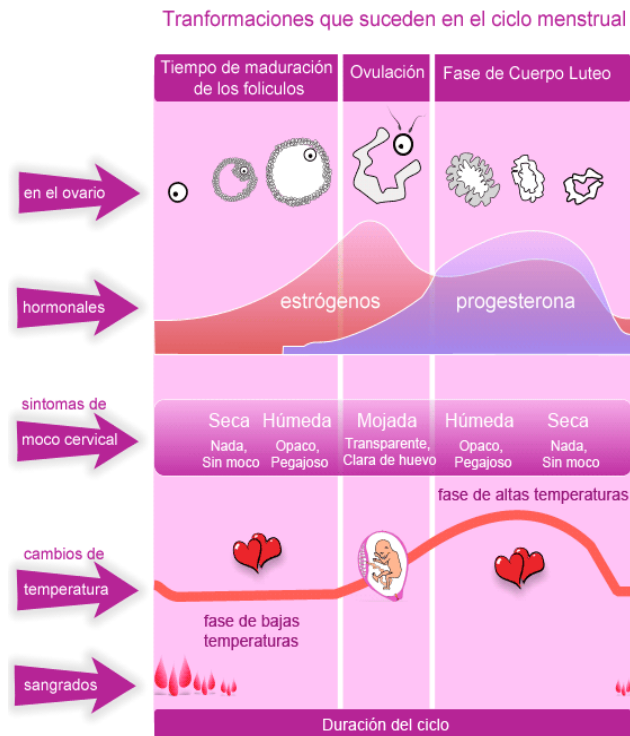 Tranformaciones que suceden en el ciclo menstrual
Tiempo de maduración
de los foliculos
Ovulación
Fase de Cuerpo Luteo
en el ovario
hormonales
estrógenos
progesterona
sintomas de
moco cervical
Seca
Nada,
Sin moco
Húmeda
Opaco,
Pegajoso
Mojada
Transparente,
Clara de huevo
Húmeda
Opaco,
Pegajoso
Seca
Nada,
Sin moco
fase de altas temperaturas
cambios de
temperatura
fase de bajas
temperaturas
sangrados
Duración del ciclo